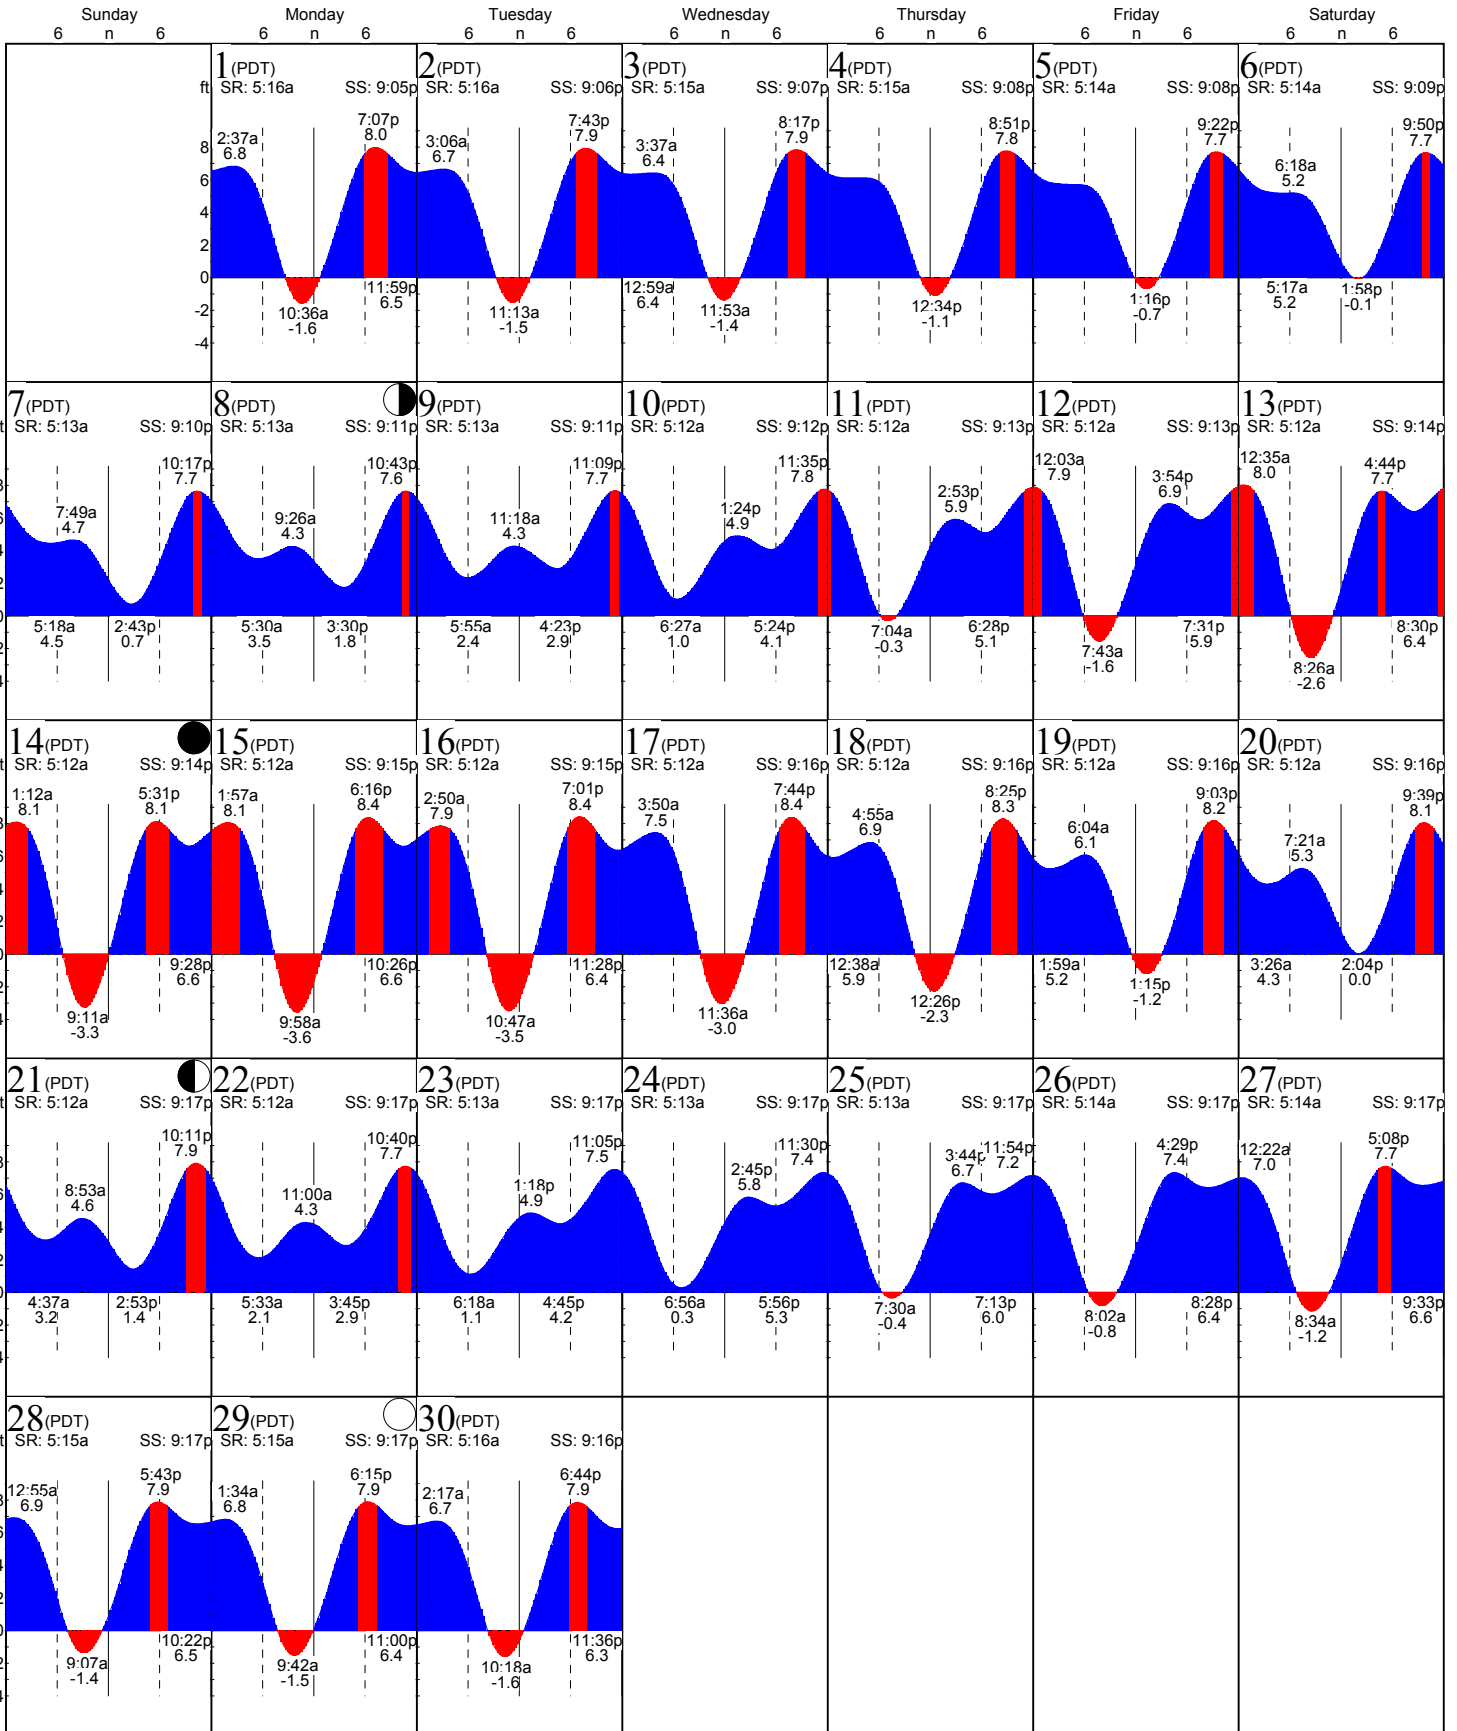 Sunday Monday Tuesday Wednesday Thursday Friday Saturday
6 n 6 6 n 6 6 n 6 6 n 6 6 n 6 6 n 6 6 n 6
1(PDT) 2(PDT) 3(PDT) 4(PDT) 5(PDT) 6(PDT)
ft SR: 5:16a SS: 9:05p SR: 5:16a SS: 9:06p SR: 5:15a SS: 9:07p SR: 5:15a SS: 9:08p SR: 5:14a SS: 9:08p SR: 5:14a SS: 9:09p
2:37a 7:07p 3:06a 7:43p 3:37a 8:17p 8:51p 9:22p 6:18a 9:50p
6.8 8.0 6.7 7.9 6.4 7.9 7.8 7.7 5.2 7.7
8
6
4
2
0
-2
-4
10:36a 11:59p 11:13a 12:59a 11:53a 12:34p 1:16p 5:17a 1:58p
-1.6 6.5 -1.5 6.4 -1.4 -1.1 -0.7 5.2 -0.1
7(PDT) 8(PDT) 9(PDT) 10(PDT) 11(PDT) 12(PDT) 13(PDT)
SR: 5:13a SS: 9:10p SR: 5:13a SS: 9:11p SR: 5:13a SS: 9:11p SR: 5:12a SS: 9:12p SR: 5:12a SS: 9:13p SR: 5:12a SS: 9:13p SR: 5:12a SS: 9:14p
7:49a 10:17p 9:26a 10:43p 11:18a 11:09p 1:24p 11:35p 2:53p 12:03a 3:54p 12:35a 4:44p
4.7 7.7 4.3 7.6 4.3 7.7 4.9 7.8 5.9 7.9 6.9 8.0 7.7
5:18a 2:43p 5:30a 3:30p 5:55a 4:23p 6:27a 5:24p 7:04a 6:28p 7:43a 7:31p 8:26a 8:30p
4.5 0.7 3.5 1.8 2.4 2.9 1.0 4.1 -0.3 5.1 -1.6 5.9 -2.6 6.4
14(PDT) 15(PDT) 16(PDT) 17(PDT) 18(PDT) 19(PDT) 20(PDT)
SR: 5:12a SS: 9:14p SR: 5:12a SS: 9:15p SR: 5:12a SS: 9:15p SR: 5:12a SS: 9:16p SR: 5:12a SS: 9:16p SR: 5:12a SS: 9:16p SR: 5:12a SS: 9:16p
1:12a 5:31p 1:57a 6:16p 2:50a 7:01p 3:50a 7:44p 4:55a 8:25p 6:04a 9:03p 7:21a 9:39p
8.1 8.1 8.1 8.4 7.9 8.4 7.5 8.4 6.9 8.3 6.1 8.2 5.3 8.1
9:11a 9:28p 9:58a 10:26p 10:47a 11:28p 11:36a 12:38a 12:26p 1:59a 1:15p 3:26a 2:04p
-3.3 6.6 -3.6 6.6 -3.5 6.4 -3.0 5.9 -2.3 5.2 -1.2 4.3 0.0
21(PDT) 22(PDT) 23(PDT) 24(PDT) 25(PDT) 26(PDT) 27(PDT)
SR: 5:12a SS: 9:17p SR: 5:12a SS: 9:17p SR: 5:13a SS: 9:17p SR: 5:13a SS: 9:17p SR: 5:13a SS: 9:17p SR: 5:14a SS: 9:17p SR: 5:14a SS: 9:17p
8:53a 10:11p 11:00a 10:40p 1:18p 11:05p 2:45p 11:30p 3:44p 11:54p 4:29p 12:22a 5:08p
4.6 7.9 4.3 7.7 4.9 7.5 5.8 7.4 6.7 7.2 7.4 7.0 7.7
4:37a 2:53p 5:33a 3:45p 6:18a 4:45p 6:56a 5:56p 7:30a 7:13p 8:02a 8:28p 8:34a 9:33p
3.2 1.4 2.1 2.9 1.1 4.2 0.3 5.3 -0.4 6.0 -0.8 6.4 -1.2 6.6
28(PDT) 29(PDT) 30(PDT)
SR: 5:15a SS: 9:17p SR: 5:15a SS: 9:17p SR: 5:16a SS: 9:16p
12:55a 5:43p 1:34a 6:15p 2:17a 6:44p
6.9 7.9 6.8 7.9 6.7 7.9
9:07a 10:22p 9:42a 11:00p 10:18a 11:36p
-1.4 6.5 -1.5 6.4 -1.6 6.3